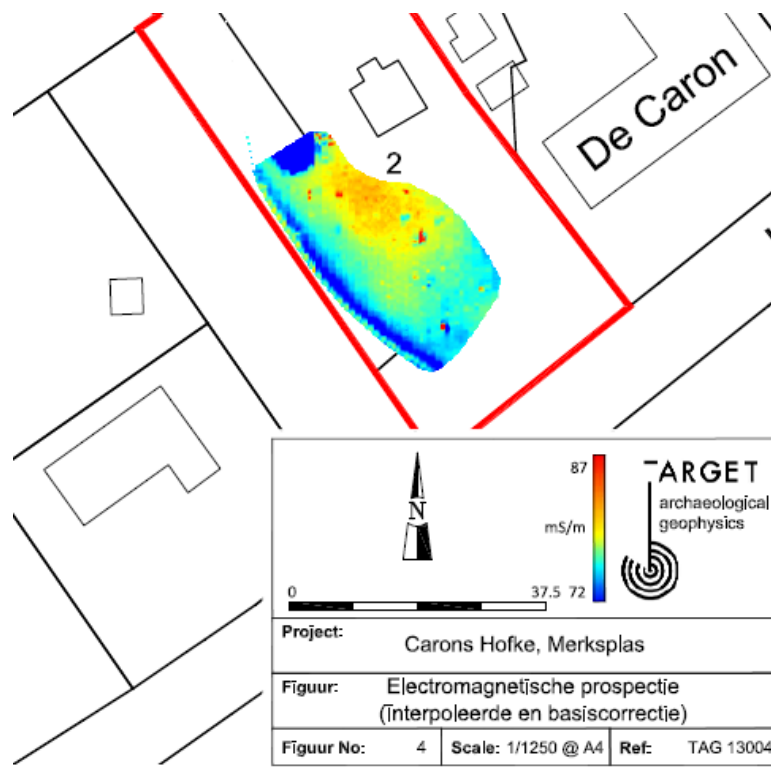 De Caron
2
87
mS/m
72
N
0 37.5
TARGET
archaeological
geophysics
Project: Carons Hofke, Merksplas
Figuur: Electromagnetische prospectie
(interpoleerde en basiscorrectie)
Figuur No: 4 Scale: 1/1250 @ A4 Ref: TAG 13004